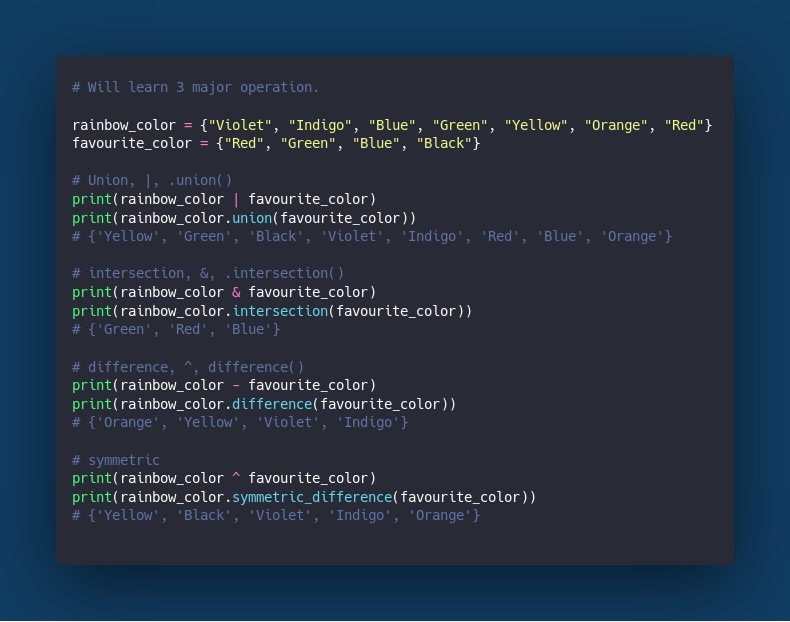 # Will learn 3 major operation.
rainbow_color = {"Violet", "Indigo", "Blue", "Green", "Yellow", "Orange", "Red"}
favourite_color = {"Red", "Green", "Blue", "Black"}
# Union, |, .union()
print(rainbow_color | favourite_color)
print(rainbow_color.union(favourite_color))
# {'Yellow', 'Green', 'Black', 'Violet', 'Indigo', 'Red', 'Blue', 'Orange'}
# intersection, &, .intersection()
print(rainbow_color & favourite_color)
print(rainbow_color.intersection(favourite_color))
# {'Green', 'Red', 'Blue'}
# difference, ^, difference()
print(rainbow_color - favourite_color)
print(rainbow_color.difference(favourite_color))
# {'Orange', 'Yellow', 'Violet', 'Indigo'}
# symmetric
print(rainbow_color ^ favourite_color)
print(rainbow_color.symmetric_difference(favourite_color))
# {'Yellow', 'Black', 'Violet', 'Indigo', 'Orange'}